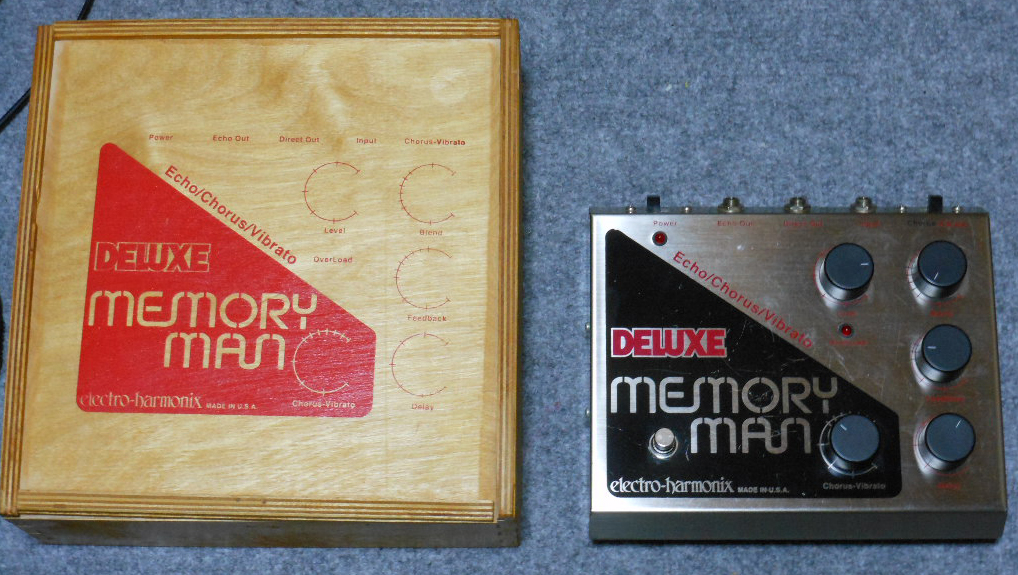 Power Echo Out Direct Out Input Chorus-Vibrato
Echo/Chorus/Vibrato
Level Blend
OverLoad
DELUXE
Feedback
MEMORY
MAN
electro-harmonix MADE IN U.S.A.
Chorus-Vibrato
Delay
Power Echo Out
Echo/Chorus/Vibrato
DELUXE
MEMORY
MAN
electro-harmonix MADE IN U.S.A.
Chorus-Vibrato